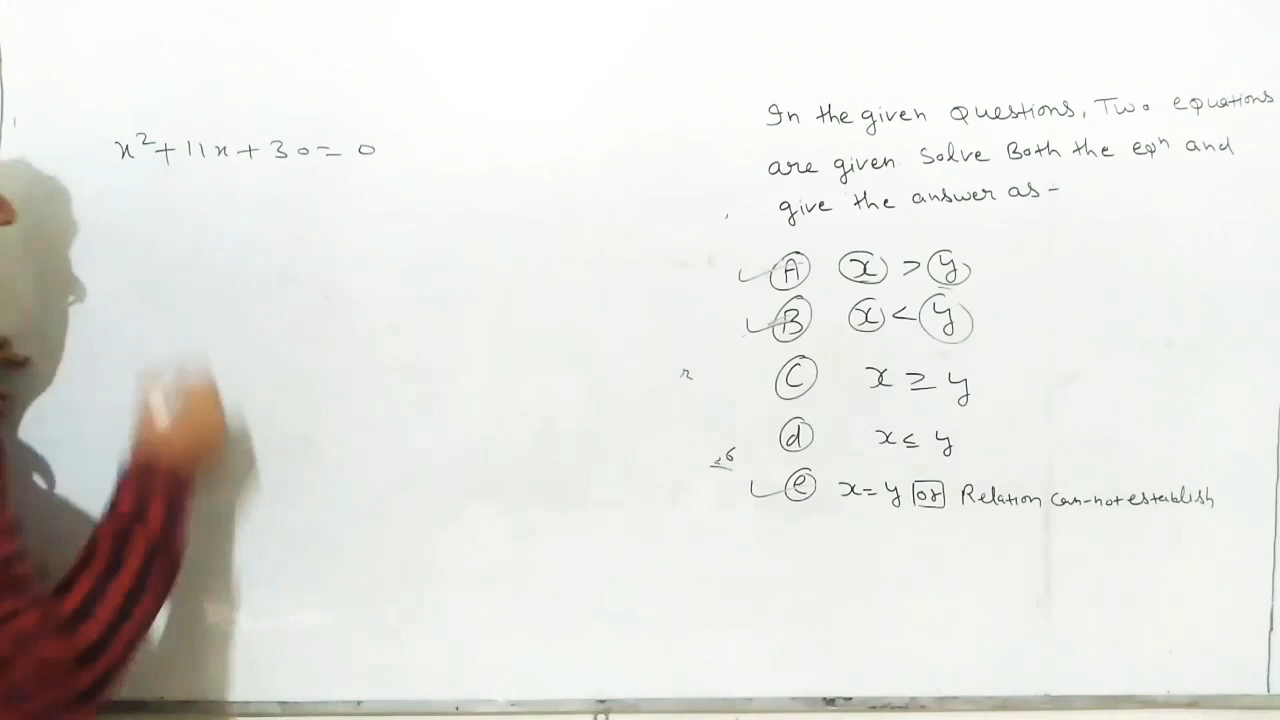 x²+11x+30=0
In the given Questions, Two equations
are given Solve Both the eqn and
give the answer as-
A x > y
B x < y
C x ≥ y
d x ≤ y
e x=y or Relation can-not establish